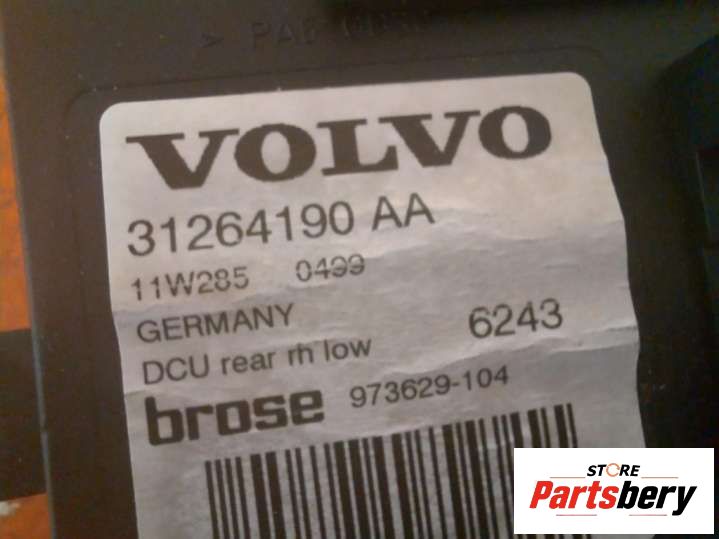 VOLVO
31264190 AA
11W285 0499
GERMANY 6243
DCU rear rh low
brose 973629-104
STORE
Partsbery